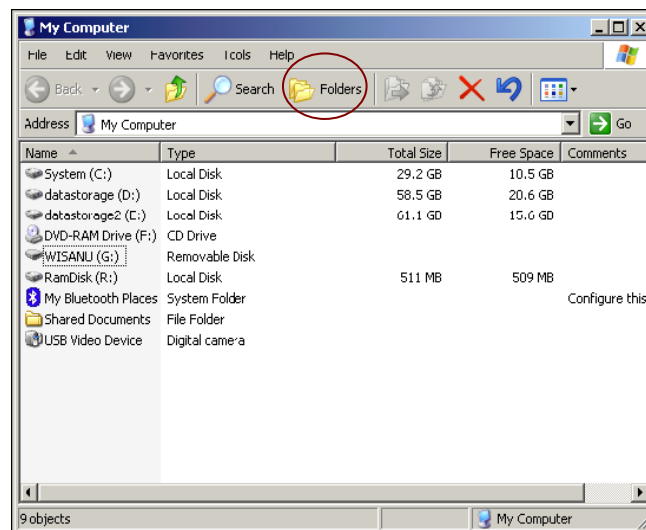 My Computer
File Edit View Favorites Tools Help
Back Search Folders
Address My Computer Go
Name Type Total Size Free Space Comments
System (C:) Local Disk 29.2 GB 10.5 GB
datastorage (D:) Local Disk 58.5 GB 20.6 GB
datastorage2 (E:) Local Disk 61.1 GB 15.6 GB
DVD-RAM Drive (F:) CD Drive
WISANU (G:) Removable Disk
RamDisk (R:) Local Disk 511 MB 509 MB
My Bluetooth Places System Folder Configure this
Shared Documents File Folder
USB Video Device Digital camera
9 objects My Computer